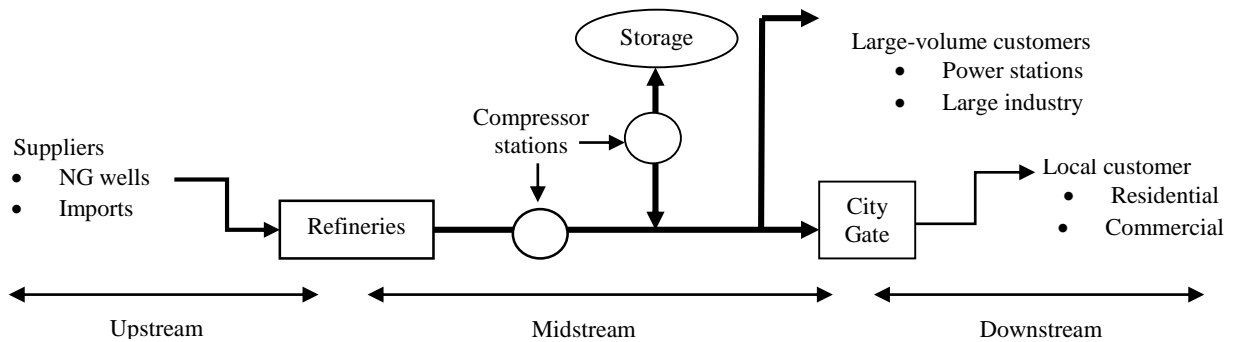 Storage
Large-volume customers
• Power stations
• Large industry
Compressor
stations
Suppliers
• NG wells
• Imports
Refineries
City
Gate
Local customer
• Residential
• Commercial
Upstream
Midstream
Downstream